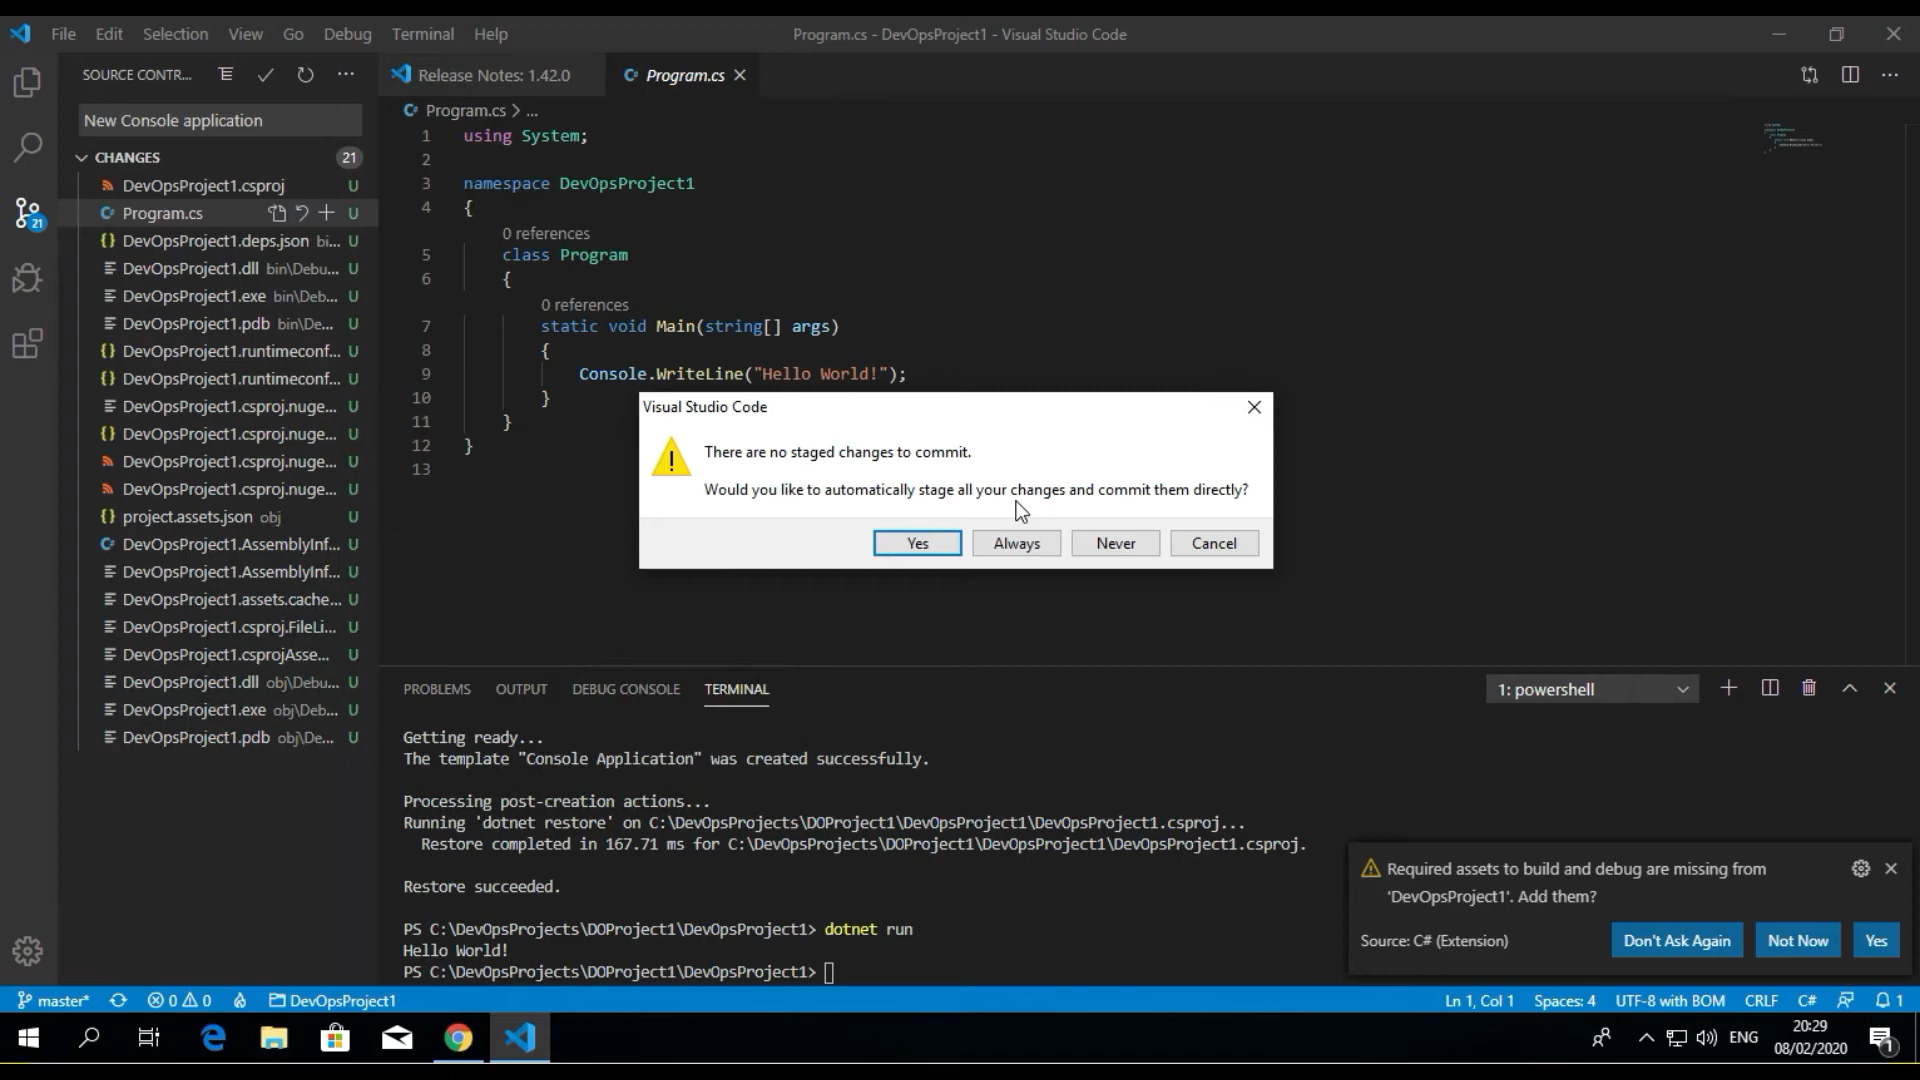 File Edit Selection View Go Debug Terminal Help
Program.cs - DevOpsProject1 - Visual Studio Code
SOURCE CONTR...
New Console application
CHANGES 21
DevOpsProject1.csproj U
Program.cs U
21
DevOpsProject1.deps.json bi... U
DevOpsProject1.dll bin\Debu... U
DevOpsProject1.exe bin\Deb... U
DevOpsProject1.pdb bin\De... U
DevOpsProject1.runtimeconf... U
DevOpsProject1.runtimeconf... U
DevOpsProject1.csproj.nuge... U
DevOpsProject1.csproj.nuge... U
DevOpsProject1.csproj.nuge... U
DevOpsProject1.csproj.nuge... U
project.assets.json obj U
DevOpsProject1.AssemblyInf... U
DevOpsProject1.AssemblyInf... U
DevOpsProject1.assets.cache... U
DevOpsProject1.csproj.FileLi... U
DevOpsProject1.csprojAsse... U
DevOpsProject1.dll obj\Debu... U
DevOpsProject1.exe obj\Deb... U
DevOpsProject1.pdb obj\De... U
Release Notes: 1.42.0 Program.cs
Program.cs > ...
1 using System;
2
3 namespace DevOpsProject1
4 {
0 references
5 class Program
6 {
0 references
7 static void Main(string[] args)
8 {
9 Console.WriteLine("Hello World!");
10 }
11 }
12 }
13
Visual Studio Code
There are no staged changes to commit.
Would you like to automatically stage all your changes and commit them directly?
Yes Always Never Cancel
PROBLEMS OUTPUT DEBUG CONSOLE TERMINAL
1: powershell
Getting ready...
The template "Console Application" was created successfully.
Processing post-creation actions...
Running 'dotnet restore' on C:\DevOpsProjects\DOProject1\DevOpsProject1\DevOpsProject1.csproj...
Restore completed in 167.71 ms for C:\DevOpsProjects\DOProject1\DevOpsProject1\DevOpsProject1.csproj.
Restore succeeded.
PS C:\DevOpsProjects\DOProject1\DevOpsProject1> dotnet run
Hello World!
PS C:\DevOpsProjects\DOProject1\DevOpsProject1>
Required assets to build and debug are missing from
'DevOpsProject1'. Add them?
Source: C# (Extension)
Don't Ask Again Not Now Yes
master* 0 0 DevOpsProject1
Ln 1, Col 1 Spaces: 4 UTF-8 with BOM CRLF C# 1
ENG
20:29
08/02/2020
1